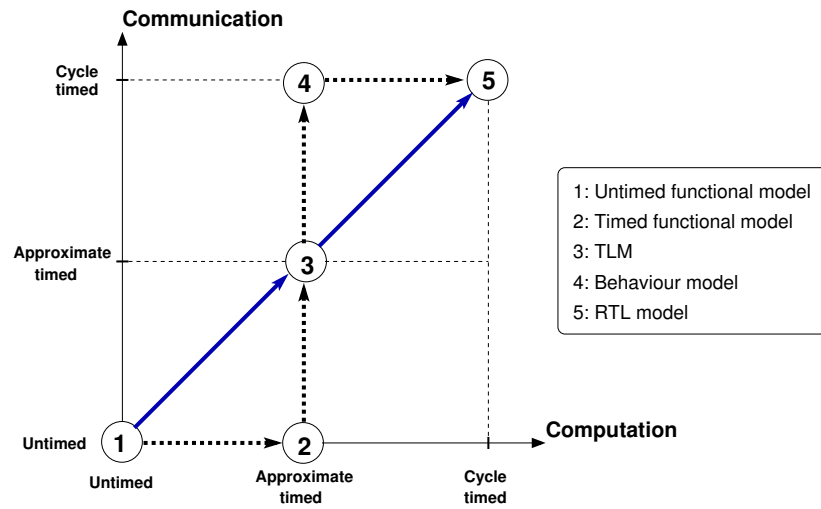 Communication
Cycle
timed
4
5
1: Untimed functional model
2: Timed functional model
3: TLM
4: Behaviour model
5: RTL model
Approximate
timed
3
Untimed
1
2
Computation
Untimed
Approximate
timed
Cycle
timed